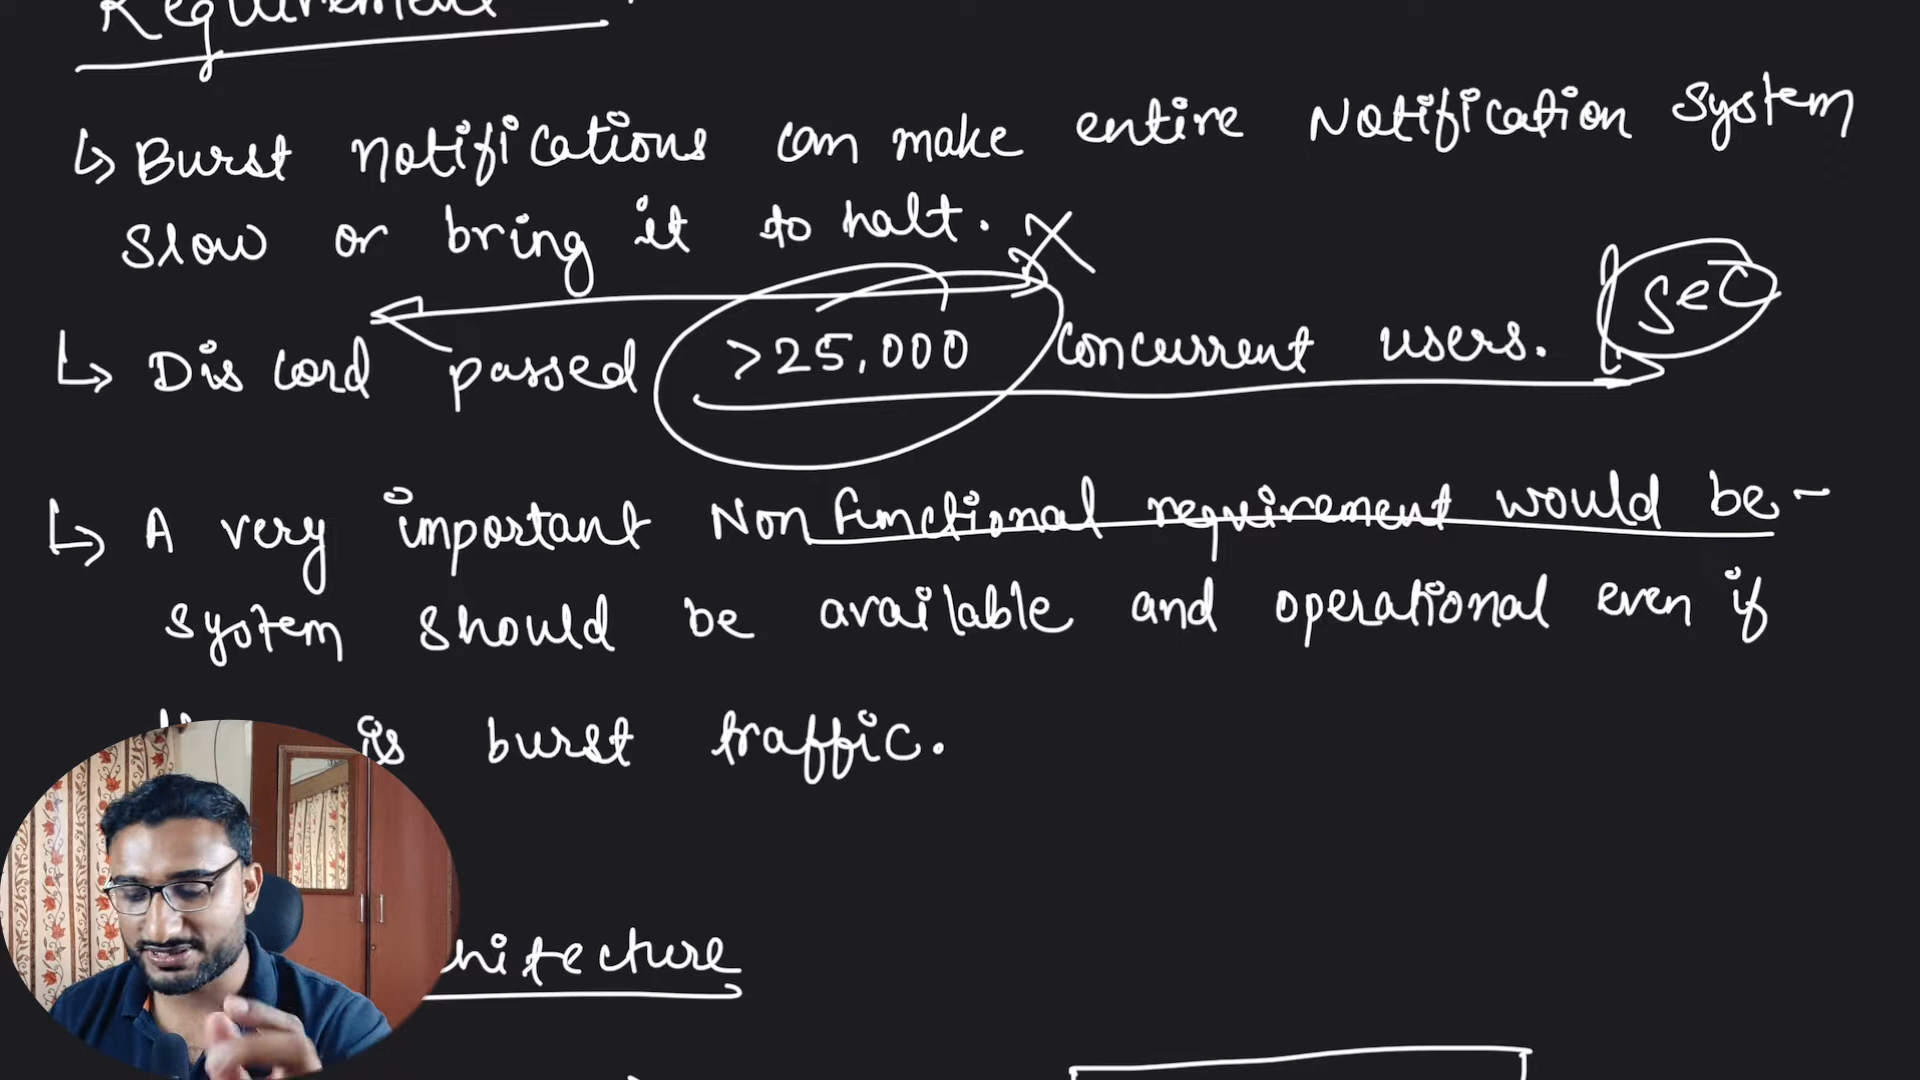 Requirement
↳ Burst notifications can make entire Notification System
slow or bring it to halt.
↳ Discord passed >25,000 concurrent users. / Sec
↳ A very important Non functional requirement would be -
system should be available and operational even if
is burst traffic.
hitecture